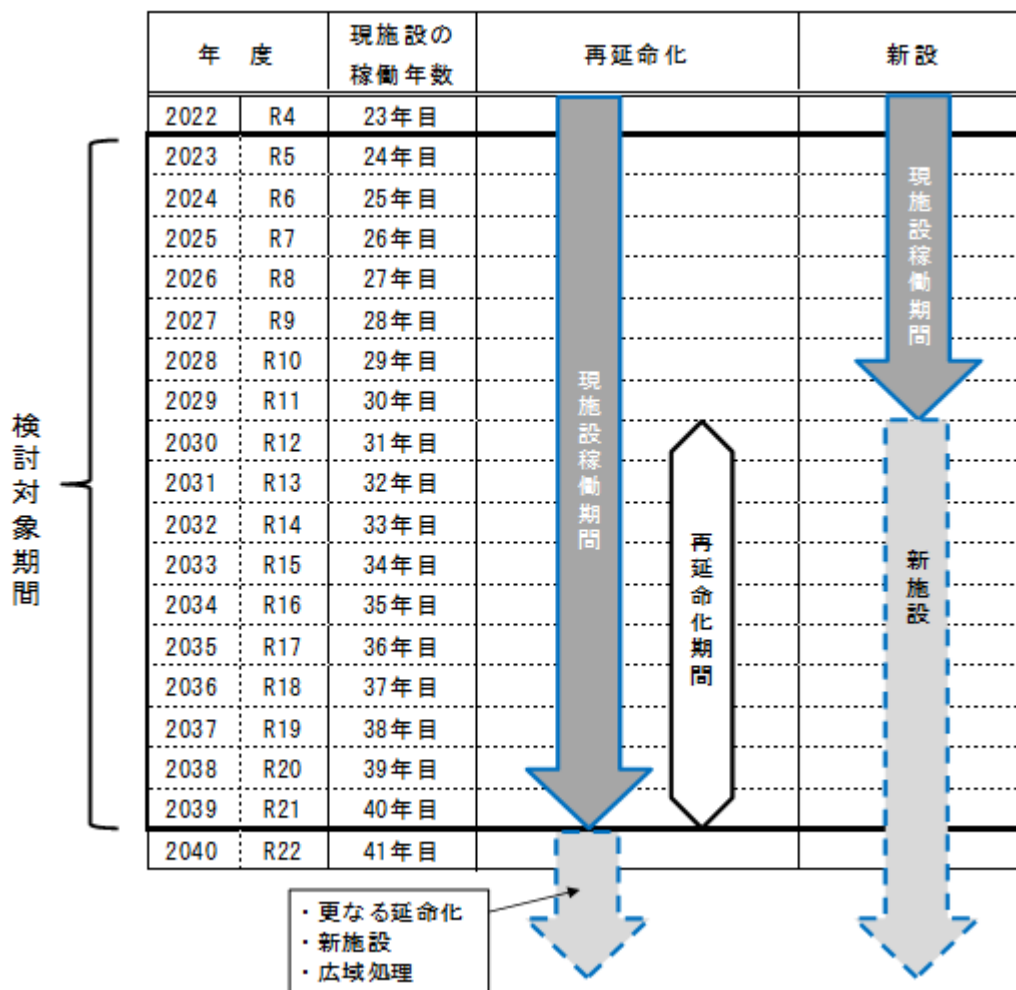 年 度 現施設の 稼働年数 再延命化 新設
2022 R4 23年目
2023 R5 24年目
2024 R6 25年目
2025 R7 26年目
2026 R8 27年目
2027 R9 28年目
2028 R10 29年目
2029 R11 30年目
2030 R12 31年目
2031 R13 32年目
2032 R14 33年目
2033 R15 34年目
2034 R16 35年目
2035 R17 36年目
2036 R18 37年目
2037 R19 38年目
2038 R20 39年目
2039 R21 40年目
2040 R22 41年目
検討対象期間
現施設稼働期間
再延命化期間
現施設稼働期間
新施設
・更なる延命化
・新施設
・広域処理